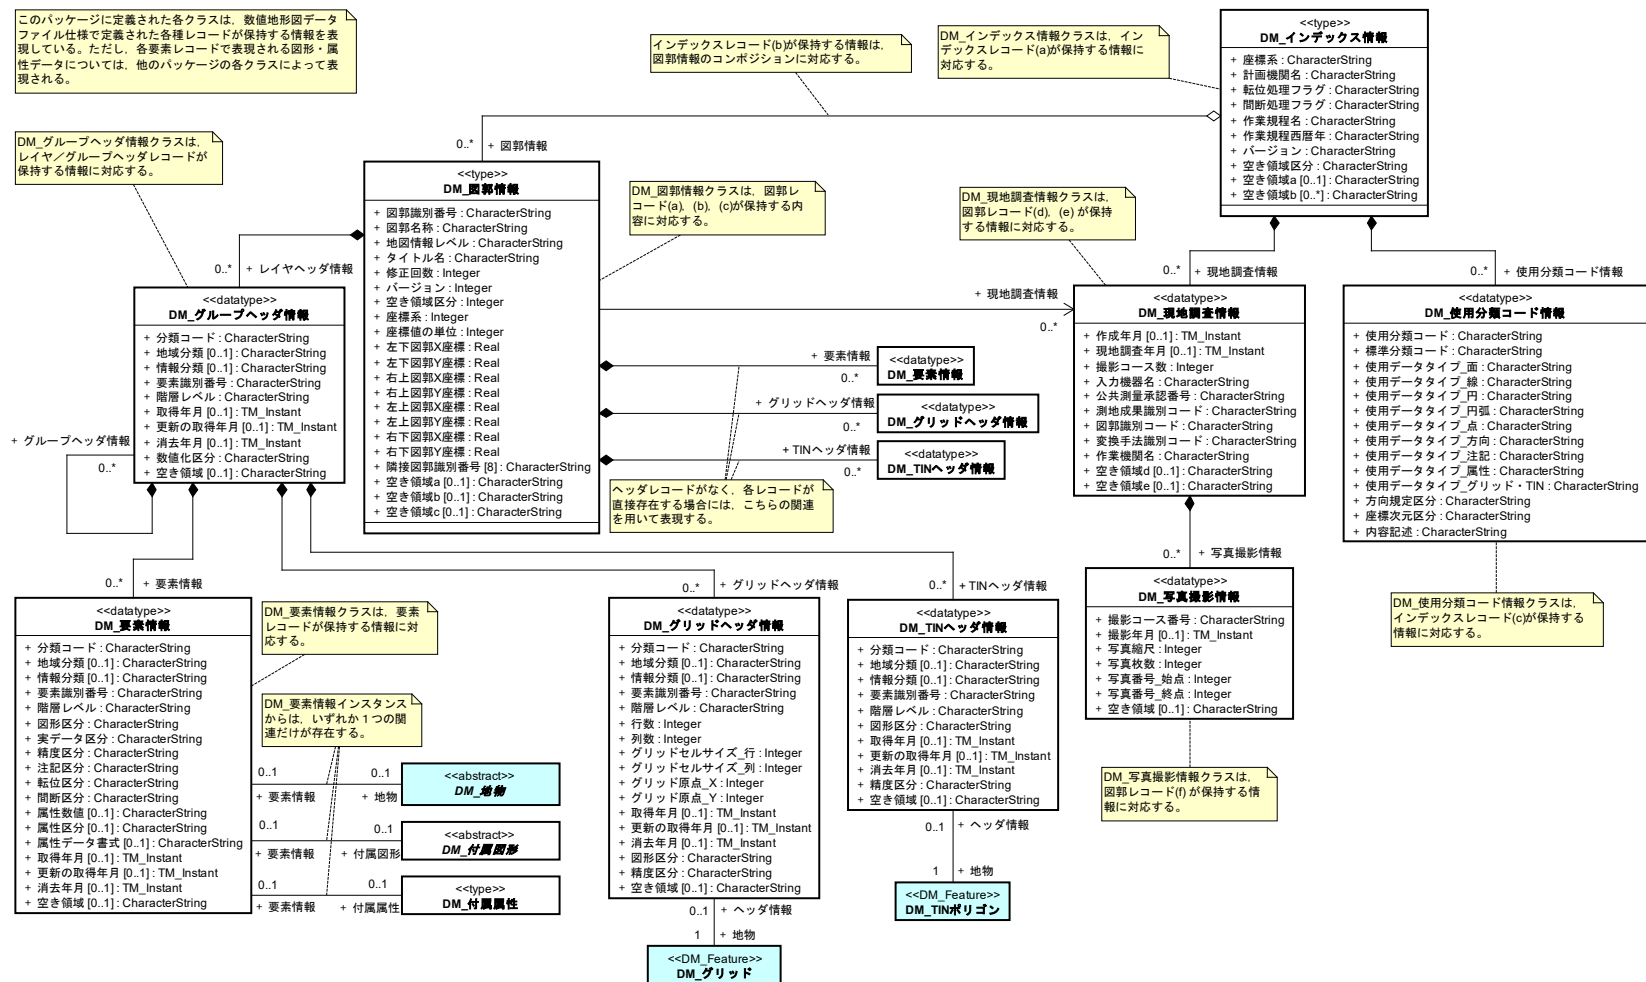 このパッケージに定義された各クラスは，数値地形図データ
ファイル仕様で定義された各種レコードが保持する情報を表
現している。ただし，各要素レコードで表現される図形・属
性データについては，他のパッケージの各クラスによって表
現される。
インデックスレコード(b)が保持する情報は，
図郭情報のコンポジションに対応する。
DM_インデックス情報クラスは，イン
デックスレコード(a)が保持する情報に
対応する。
<<type>>
DM_インデックス情報
+ 座標系 : CharacterString
+ 計画機関名 : CharacterString
+ 転位処理フラグ : CharacterString
+ 間断処理フラグ : CharacterString
+ 作業規程名 : CharacterString
+ 作業規程西暦年 : CharacterString
+ バージョン : CharacterString
+ 空き領域区分 : CharacterString
+ 空き領域a [0..1] : CharacterString
+ 空き領域b [0..*] : CharacterString
DM_グループヘッダ情報クラスは，
レイヤ／グループヘッダレコードが
保持する情報に対応する。
0..* + 図郭情報
<<type>>
DM_図郭情報
+ 図郭識別番号 : CharacterString
+ 図郭名称 : CharacterString
+ 地図情報レベル : CharacterString
+ タイトル名 : CharacterString
+ 修正回数 : Integer
+ バージョン : Integer
+ 空き領域区分 : Integer
+ 座標系 : Integer
+ 座標値の単位 : Integer
+ 左下図郭X座標 : Real
+ 左下図郭Y座標 : Real
+ 右上図郭X座標 : Real
+ 右上図郭Y座標 : Real
+ 左上図郭X座標 : Real
+ 左上図郭Y座標 : Real
+ 右下図郭X座標 : Real
+ 右下図郭Y座標 : Real
+ 隣接図郭識別番号 [8] : CharacterString
+ 空き領域a [0..1] : CharacterString
+ 空き領域b [0..1] : CharacterString
+ 空き領域c [0..1] : CharacterString
DM_図郭情報クラスは，図郭レ
コード(a)，(b)，(c)が保持する内
容に対応する。
DM_現地調査情報クラスは，
図郭レコード(d)，(e) が保持
する情報に対応する。
0..* + レイヤヘッダ情報
<<datatype>>
DM_グループヘッダ情報
+ 分類コード : CharacterString
+ 地域分類 [0..1] : CharacterString
+ 情報分類 [0..1] : CharacterString
+ 要素識別番号 : CharacterString
+ 階層レベル : CharacterString
+ 取得年月 [0..1] : TM_Instant
+ 更新の取得年月 [0..1] : TM_Instant
+ 消去年月 [0..1] : TM_Instant
+ 数値化区分 : CharacterString
+ 空き領域 [0..1] : CharacterString
+ グループヘッダ情報
0..*
+ 現地調査情報
0..*
+ 要素情報
0..*
<<datatype>>
DM_要素情報
+ グリッドヘッダ情報
0..*
<<datatype>>
DM_グリッドヘッダ情報
+ TINヘッダ情報
0..*
<<datatype>>
DM_TINヘッダ情報
ヘッダレコードがなく，各レコードが
直接存在する場合には，こちらの関連
を用いて表現する。
0..* + 現地調査情報
<<datatype>>
DM_現地調査情報
+ 作成年月 [0..1] : TM_Instant
+ 現地調査年月 [0..1] : TM_Instant
+ 撮影コース数 : Integer
+ 入力機器名 : CharacterString
+ 公共測量承認番号 : CharacterString
+ 測地成果識別コード : CharacterString
+ 図郭識別コード : CharacterString
+ 変換手法識別コード : CharacterString
+ 作業機関名 : CharacterString
+ 空き領域d [0..1] : CharacterString
+ 空き領域e [0..1] : CharacterString
0..* + 使用分類コード情報
<<datatype>>
DM_使用分類コード情報
+ 使用分類コード : CharacterString
+ 標準分類コード : CharacterString
+ 使用データタイプ_面 : CharacterString
+ 使用データタイプ_線 : CharacterString
+ 使用データタイプ_円 : CharacterString
+ 使用データタイプ_円弧 : CharacterString
+ 使用データタイプ_点 : CharacterString
+ 使用データタイプ_方向 : CharacterString
+ 使用データタイプ_注記 : CharacterString
+ 使用データタイプ_属性 : CharacterString
+ 使用データタイプ_グリッド・TIN : CharacterString
+ 方向規定区分 : CharacterString
+ 座標次元区分 : CharacterString
+ 内容記述 : CharacterString
0..* + 要素情報
<<datatype>>
DM_要素情報
+ 分類コード : CharacterString
+ 地域分類 [0..1] : CharacterString
+ 情報分類 [0..1] : CharacterString
+ 要素識別番号 : CharacterString
+ 階層レベル : CharacterString
+ 図形区分 : CharacterString
+ 実データ区分 : CharacterString
+ 精度区分 : CharacterString
+ 注記区分 : CharacterString
+ 転位区分 : CharacterString
+ 間断区分 : CharacterString
+ 属性数値 [0..1] : CharacterString
+ 属性区分 [0..1] : CharacterString
+ 属性データ書式 [0..1] : CharacterString
+ 取得年月 [0..1] : TM_Instant
+ 更新の取得年月 [0..1] : TM_Instant
+ 消去年月 [0..1] : TM_Instant
+ 空き領域 [0..1] : CharacterString
DM_要素情報クラスは，要素
レコードが保持する情報に対
応する。
DM_要素情報インスタンス
からは，いずれか１つの関
連だけが存在する。
0..1 0..1
+ 要素情報 + 地物
<<abstract>>
DM_地物
0..1 0..1
+ 要素情報 + 付属図形
<<abstract>>
DM_付属図形
0..1 0..1
+ 要素情報 + 付属属性
<<type>>
DM_付属属性
0..* + グリッドヘッダ情報
<<datatype>>
DM_グリッドヘッダ情報
+ 分類コード : CharacterString
+ 地域分類 [0..1] : CharacterString
+ 情報分類 [0..1] : CharacterString
+ 要素識別番号 : CharacterString
+ 階層レベル : CharacterString
+ 行数 : Integer
+ 列数 : Integer
+ グリッドセルサイズ_行 : Integer
+ グリッドセルサイズ_列 : Integer
+ グリッド原点_X : Integer
+ グリッド原点_Y : Integer
+ 取得年月 [0..1] : TM_Instant
+ 更新の取得年月 [0..1] : TM_Instant
+ 消去年月 [0..1] : TM_Instant
+ 図形区分 : CharacterString
+ 精度区分 : CharacterString
+ 空き領域 [0..1] : CharacterString
0..1 + ヘッダ情報
1 + 地物
<<DM_Feature>>
DM_グリッド
0..* + TINヘッダ情報
<<datatype>>
DM_TINヘッダ情報
+ 分類コード : CharacterString
+ 地域分類 [0..1] : CharacterString
+ 情報分類 [0..1] : CharacterString
+ 要素識別番号 : CharacterString
+ 階層レベル : CharacterString
+ 図形区分 : CharacterString
+ 取得年月 [0..1] : TM_Instant
+ 更新の取得年月 [0..1] : TM_Instant
+ 消去年月 [0..1] : TM_Instant
+ 精度区分 : CharacterString
+ 空き領域 [0..1] : CharacterString
0..1 + ヘッダ情報
1 + 地物
<<DM_Feature>>
DM_TINポリゴン
0..* + 写真撮影情報
<<datatype>>
DM_写真撮影情報
+ 撮影コース番号 : CharacterString
+ 撮影年月 [0..1] : TM_Instant
+ 写真縮尺 : Integer
+ 写真枚数 : Integer
+ 写真番号_始点 : Integer
+ 写真番号_終点 : Integer
+ 空き領域 [0..1] : CharacterString
DM_写真撮影情報クラスは，
図郭レコード(f) が保持する情
報に対応する。
DM_使用分類コード情報クラスは，
インデックスレコード(c)が保持する
情報に対応する。